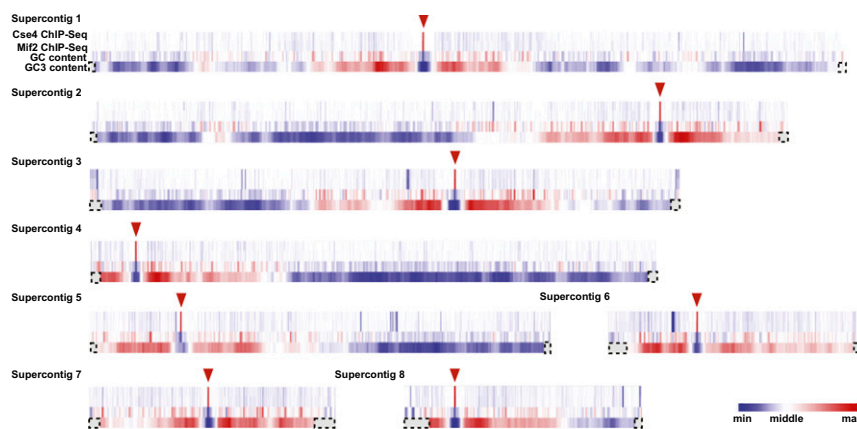 Supercontig 1
Cse4 ChIP-Seq
Mif2 ChIP-Seq
GC content
GC3 content
Supercontig 2
Supercontig 3
Supercontig 4
Supercontig 5
Supercontig 6
Supercontig 7
Supercontig 8
min middle